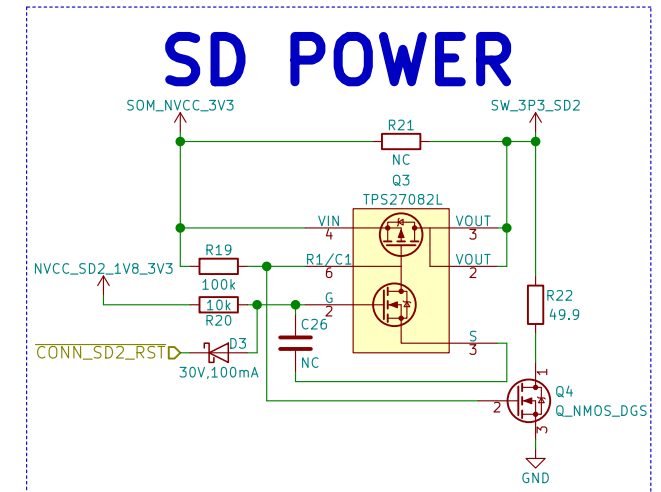 SD POWER
SOM_NVCC_3V3
SW_3P3_SD2
R21
NC
Q3
TPS27082L
VIN
4
VOUT
3
R19
100k
R1/C1
6
VOUT
2
NVCC_SD2_1V8_3V3
10k
R20
G
2
R22
49.9
C26
NC
S
3
CONN_SD2_RST
D3
30V,100mA
1
2
Q4
Q_NMOS_DGS
3
GND